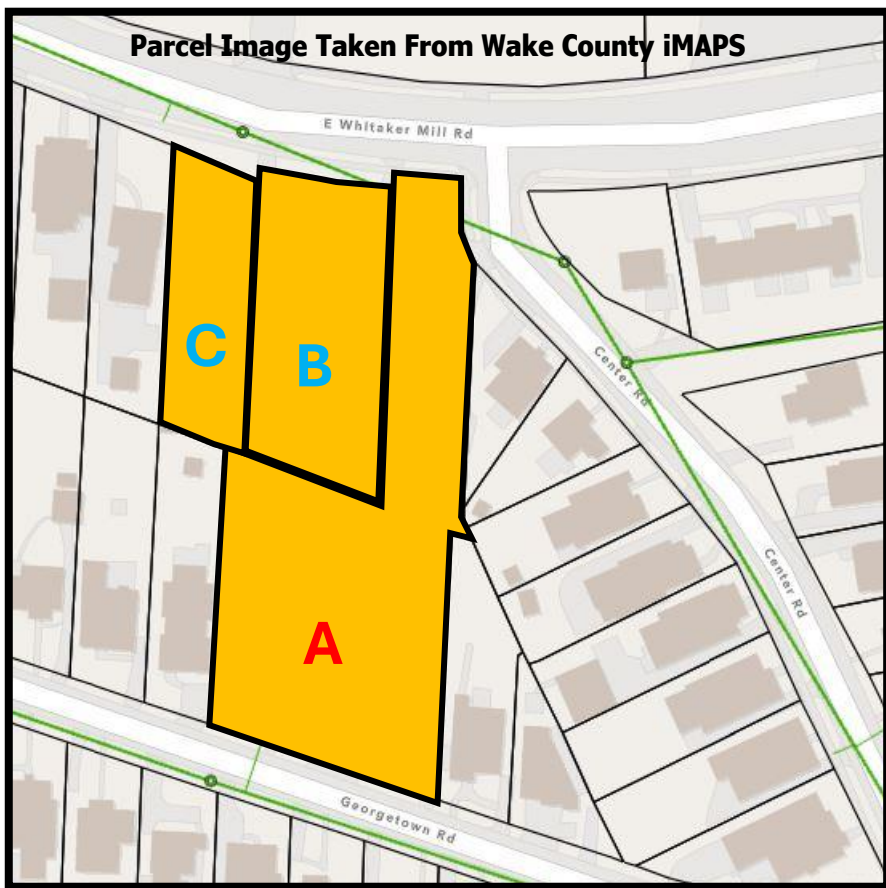 Parcel Image Taken From Wake County iMAPS
E Whitaker Mill Rd
C
B
Center Rd
Center Rd
A
Georgetown Rd